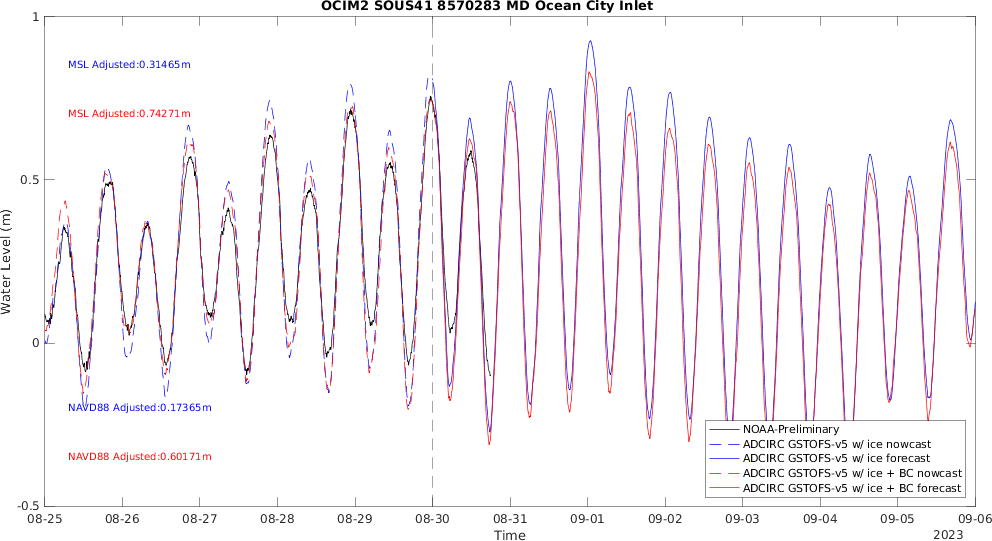 OCIM2 SOUS41 8570283 MD Ocean City Inlet
1
MSL Adjusted:0.31465m
MSL Adjusted:0.74271m
0.5
Water Level (m)
0
NAVD88 Adjusted:0.17365m
NAVD88 Adjusted:0.60171m
NOAA-Preliminary
ADCIRC GSTOFS-v5 w/ ice nowcast
ADCIRC GSTOFS-v5 w/ ice forecast
ADCIRC GSTOFS-v5 w/ ice + BC nowcast
ADCIRC GSTOFS-v5 w/ ice + BC forecast
-0.5
08-25 08-26 08-27 08-28 08-29 08-30 08-31 09-01 09-02 09-03 09-04 09-05 09-06
Time
2023